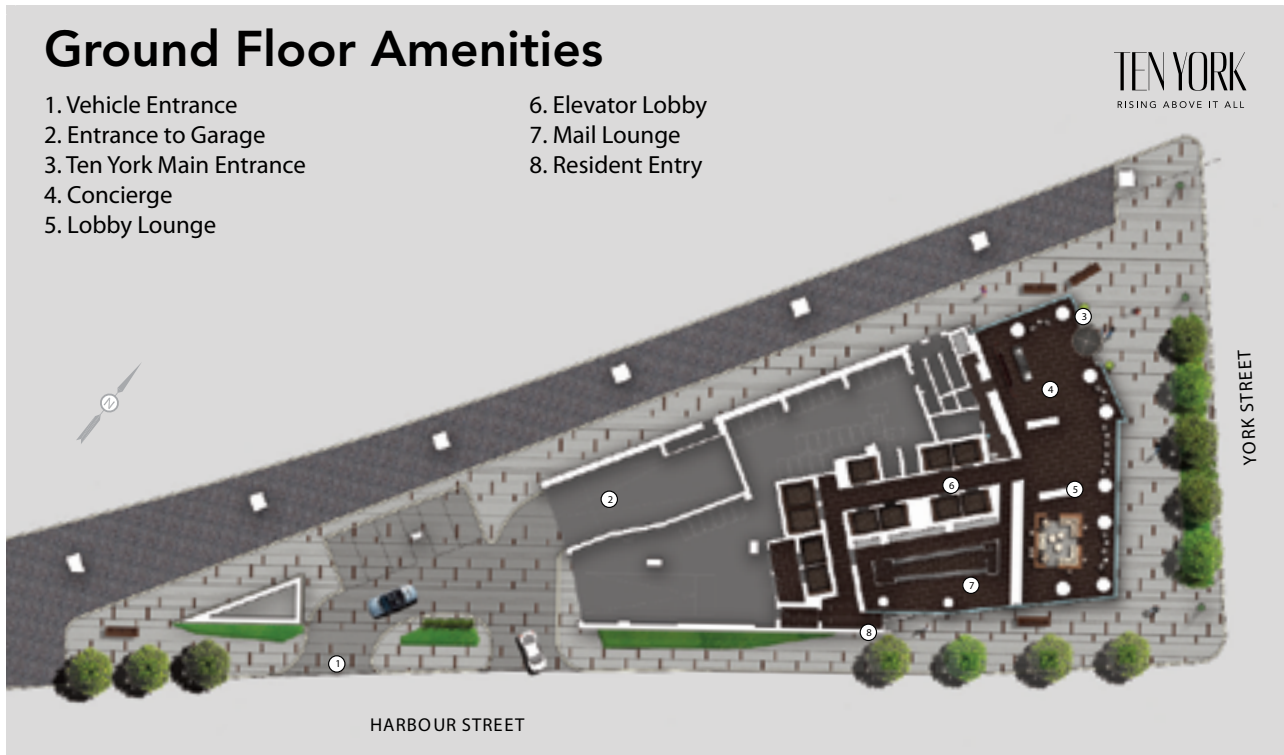 Ground Floor Amenities
1. Vehicle Entrance
2. Entrance to Garage
3. Ten York Main Entrance
4. Concierge
5. Lobby Lounge
6. Elevator Lobby
7. Mail Lounge
8. Resident Entry
TEN YORK
RISING ABOVE IT ALL
3
4
YORK STREET
N
6
5
2
7
8
1
HARBOUR STREET